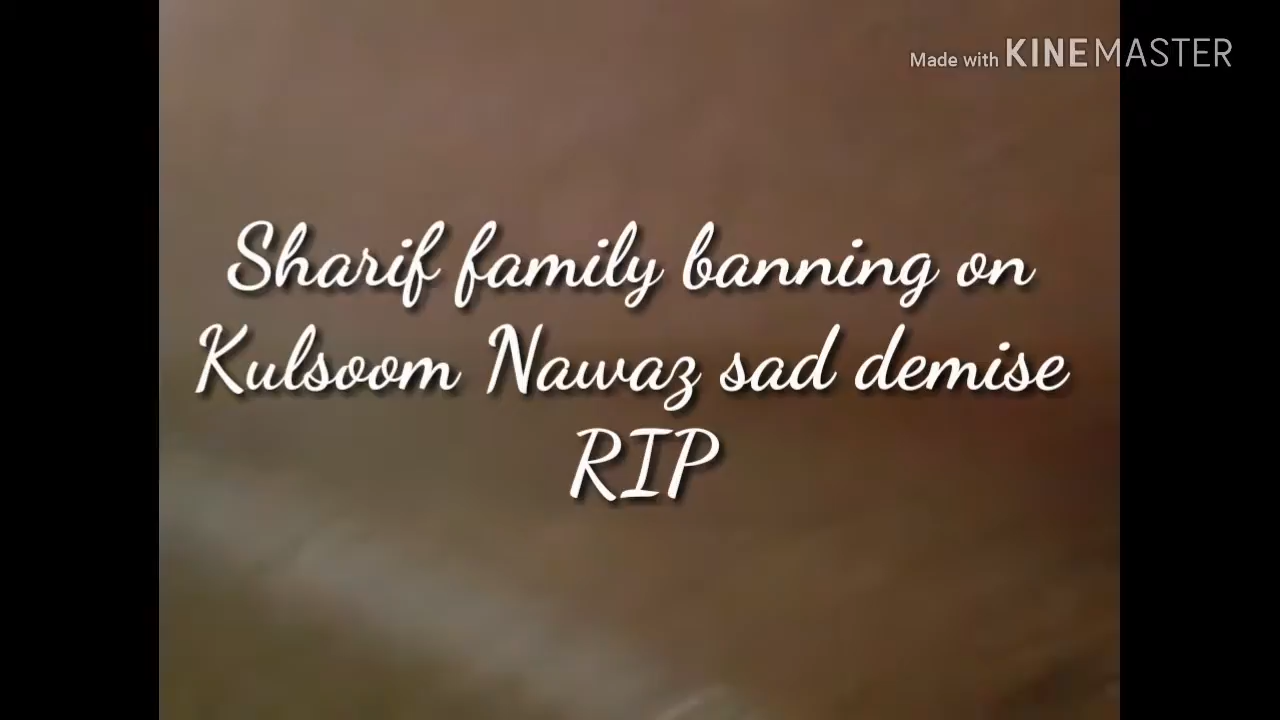 Made with KINEMASTER
Sharif family banning on
Kulsoom Nawaz sad demise
RIP